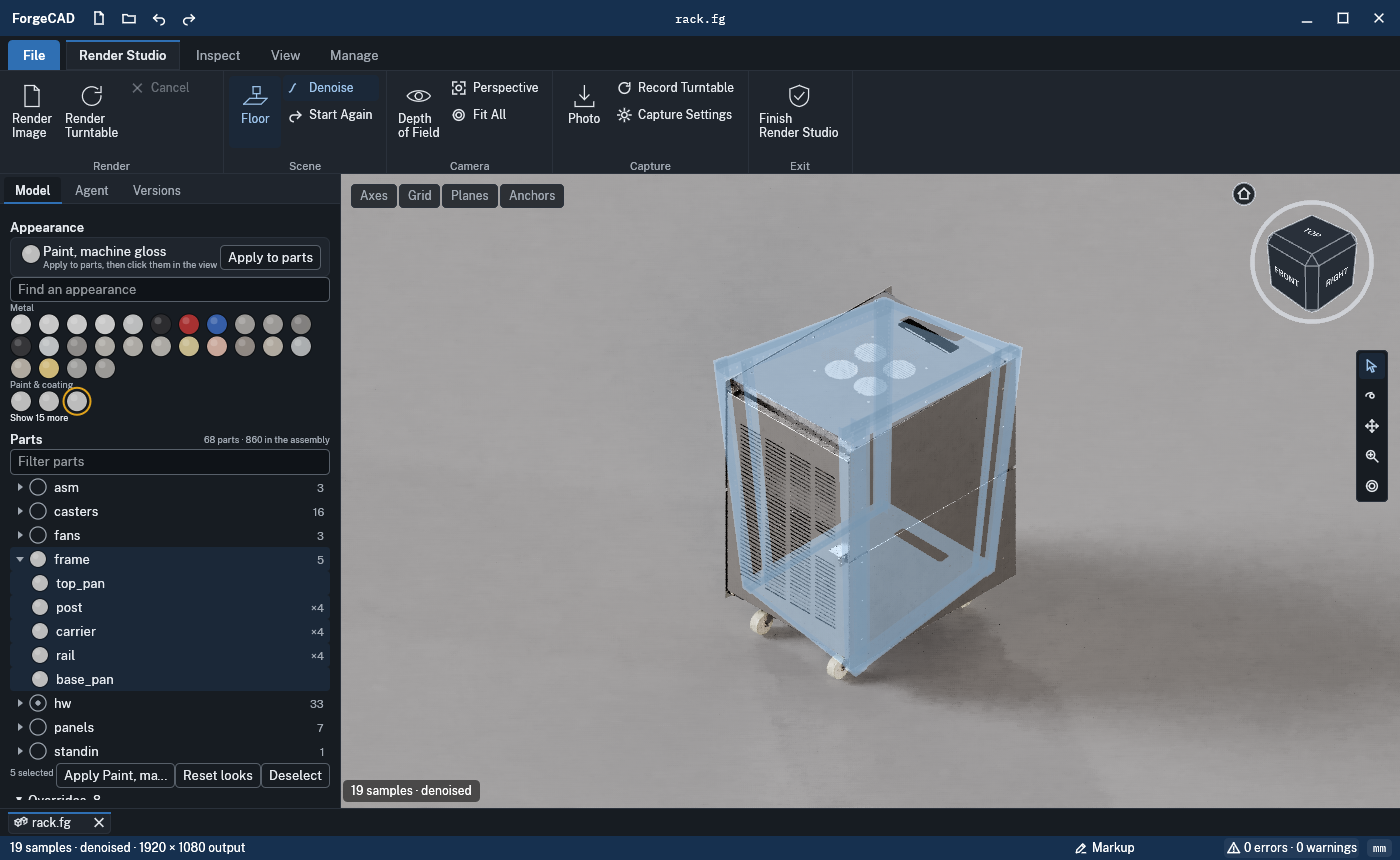 ForgeCAD
rack.fg
File
Render Studio
Inspect
View
Manage
Render Image
Render Turntable
Cancel
Render
Floor
Denoise
Start Again
Scene
Depth of Field
Perspective
Fit All
Camera
Photo
Record Turntable
Capture Settings
Capture
Finish Render Studio
Exit
Model
Agent
Versions
Axes
Grid
Planes
Anchors
TOP
FRONT
RIGHT
Appearance
Paint, machine gloss
Apply to parts, then click them in the view
Apply to parts
Find an appearance
Metal
Paint & coating
Show 15 more
Parts
68 parts · 860 in the assembly
Filter parts
asm 3
casters 16
fans 3
frame 5
top_pan
post ×4
carrier ×4
rail ×4
base_pan
hw 33
panels 7
standin 1
5 selected
Apply Paint, ma...
Reset looks
Deselect
Overrides 8
19 samples · denoised
rack.fg
19 samples · denoised · 1920 × 1080 output
Markup
0 errors · 0 warnings
mm